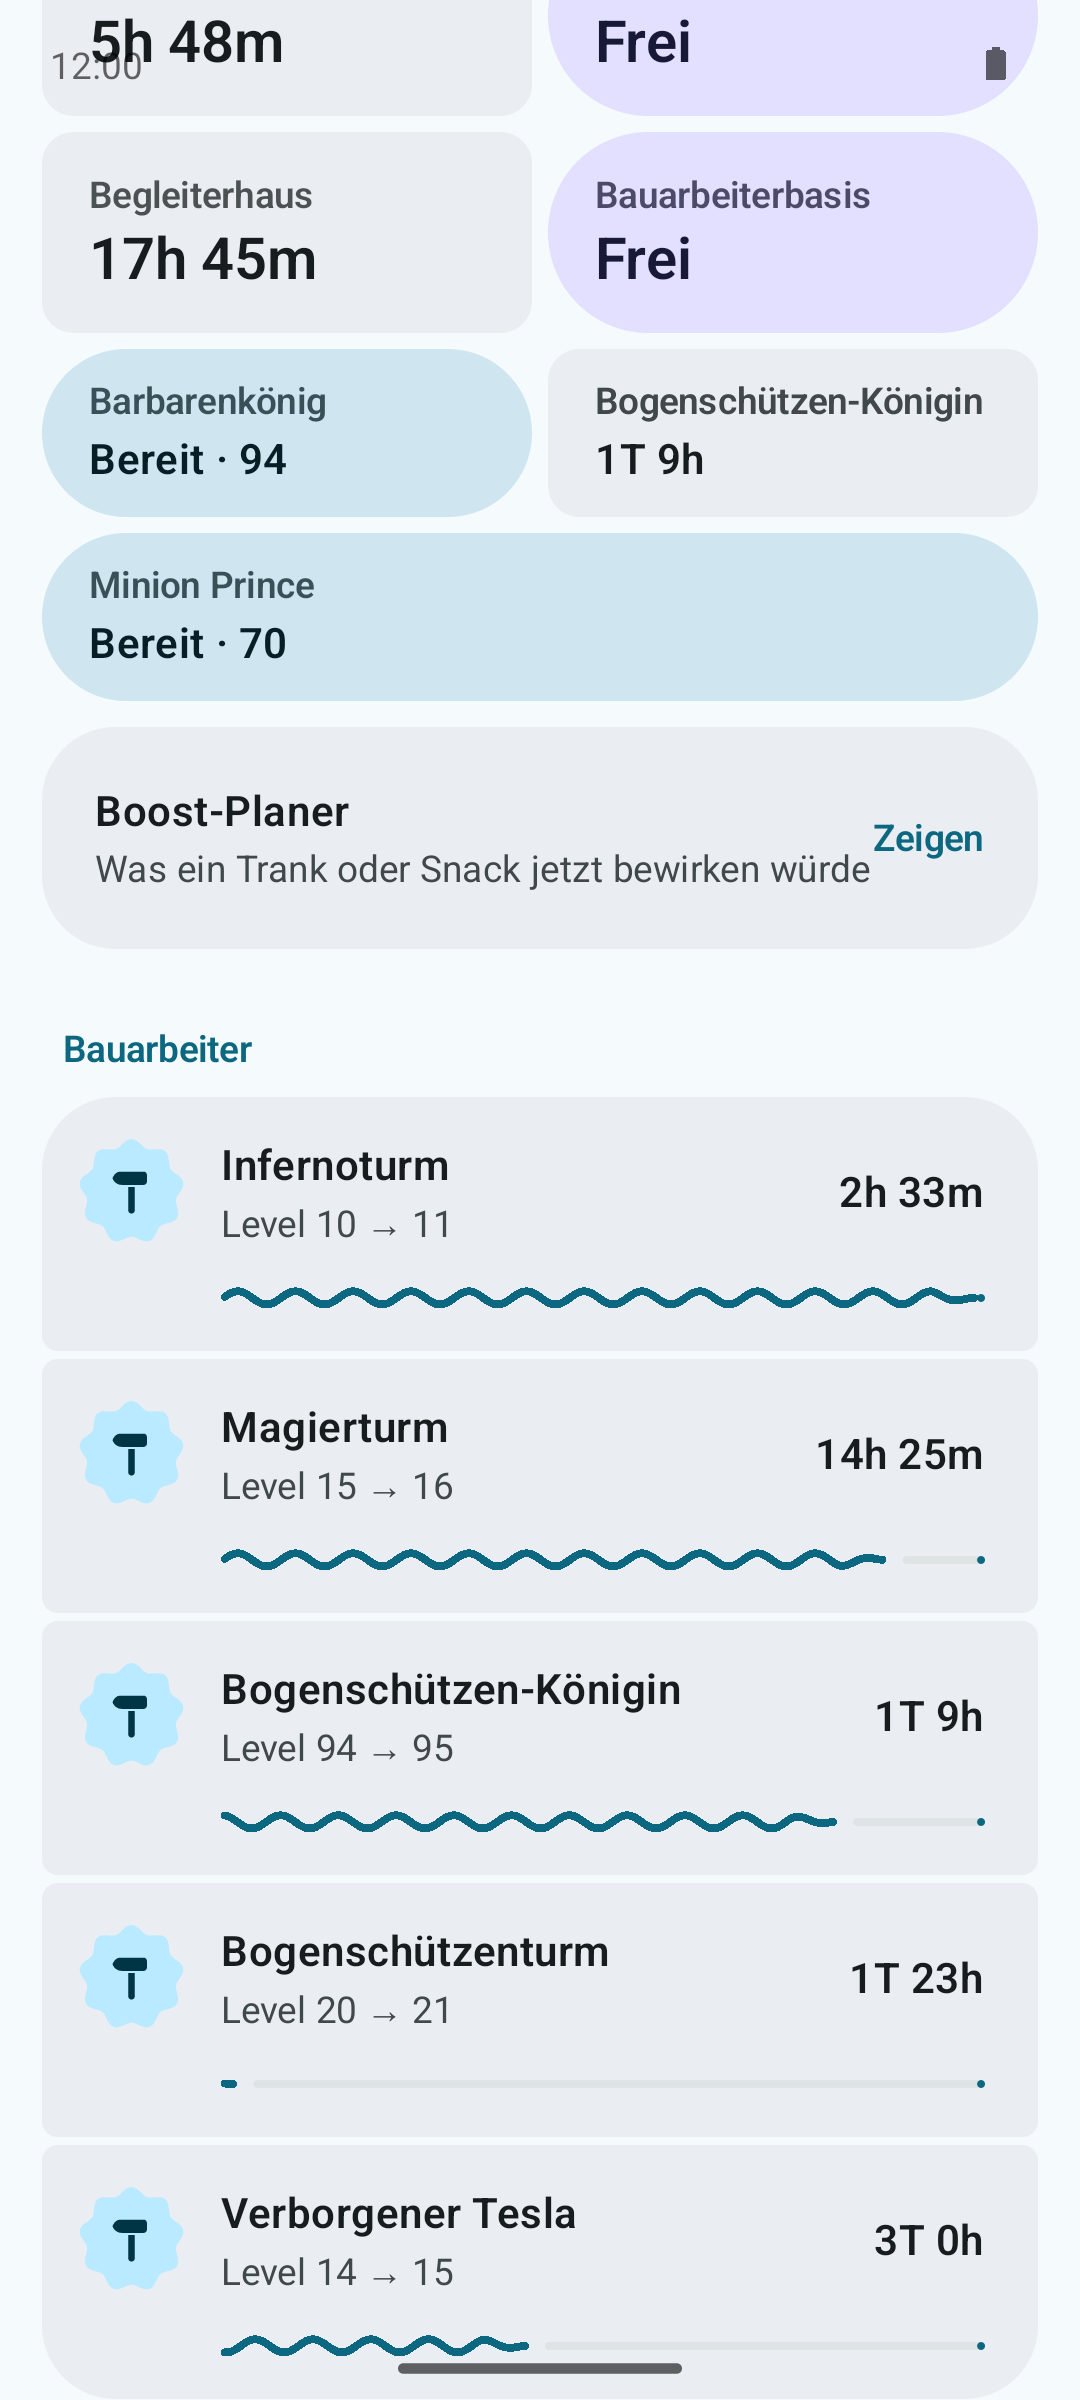 5h 48m
Frei
12:00
Begleiterhaus
17h 45m
Bauarbeiterbasis
Frei
Barbarenkönig
Bereit · 94
Bogenschützen-Königin
1T 9h
Minion Prince
Bereit · 70
Boost-Planer
Was ein Trank oder Snack jetzt bewirken würde
Zeigen
Bauarbeiter
Infernoturm
Level 10 → 11
2h 33m
Magierturm
Level 15 → 16
14h 25m
Bogenschützen-Königin
Level 94 → 95
1T 9h
Bogenschützenturm
Level 20 → 21
1T 23h
Verborgener Tesla
Level 14 → 15
3T 0h